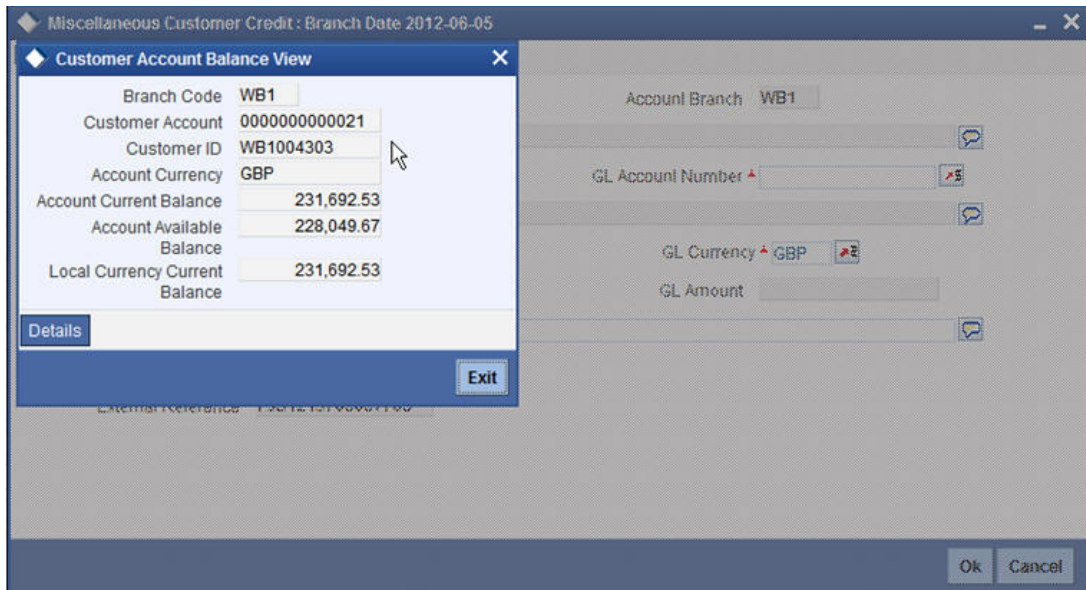 Miscellaneous Customer Credit : Branch Date 2012-06-05
Customer Account Balance View
Branch Code WB1
Customer Account 0000000000021
Customer ID WB1004303
Account Currency GBP
Account Current Balance 231,692.53
Account Available Balance 228,049.67
Local Currency Current Balance 231,692.53
Details
Exit
Account Branch WB1
GL Account Number
GL Currency GBP
GL Amount
External Reference
Ok Cancel